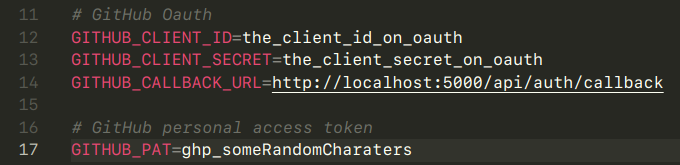 11 # GitHub Oauth
12 GITHUB_CLIENT_ID=the_client_id_on_oauth
13 GITHUB_CLIENT_SECRET=the_client_secret_on_oauth
14 GITHUB_CALLBACK_URL=http://localhost:5000/api/auth/callback
15
16 # GitHub personal access token
17 GITHUB_PAT=ghp_someRandomCharaters